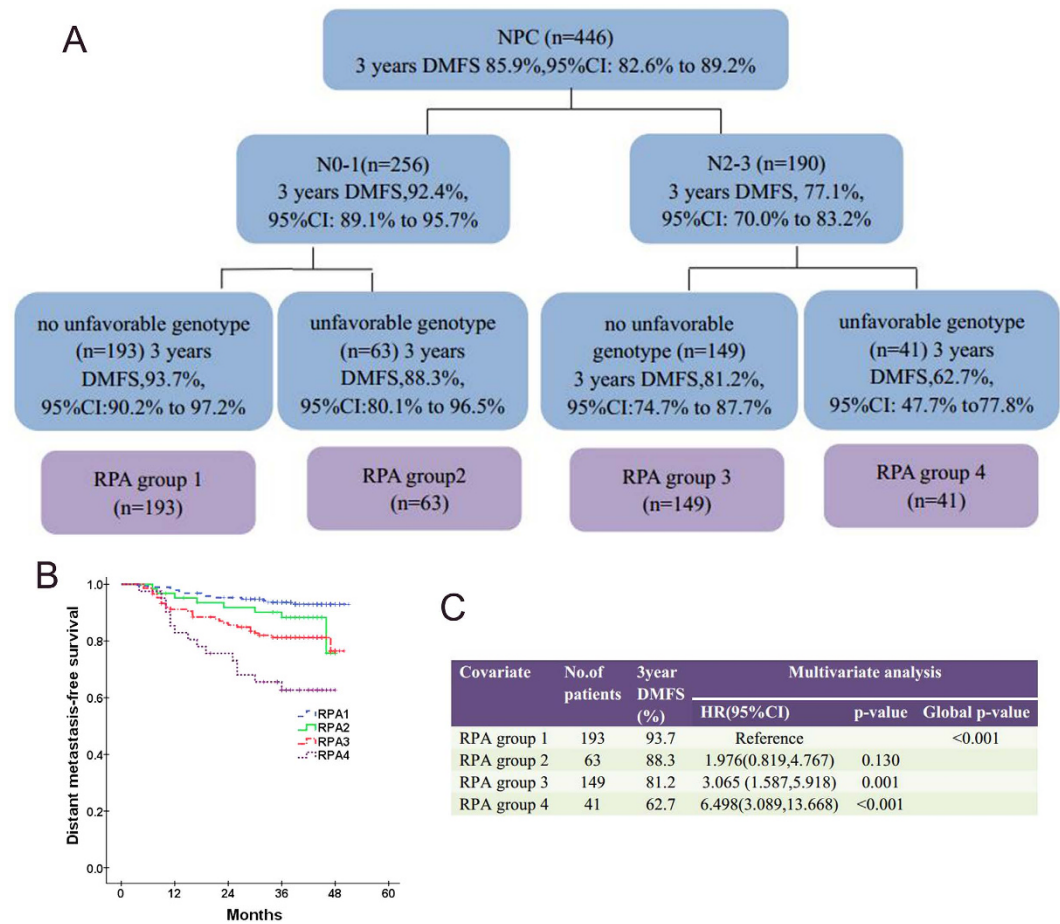 A
NPC (n=446)
3 years DMFS 85.9%,95%CI: 82.6% to 89.2%
N0-1(n=256)
3 years DMFS,92.4%,
95%CI: 89.1% to 95.7%
N2-3 (n=190)
3 years DMFS, 77.1%,
95%CI: 70.0% to 83.2%
no unfavorable genotype
(n=193) 3 years
DMFS,93.7%,
95%CI:90.2% to 97.2%
unfavorable genotype
(n=63) 3 years
DMFS,88.3%,
95%CI:80.1% to 96.5%
no unfavorable
genotype (n=149)
3 years DMFS,81.2%,
95%CI:74.7% to 87.7%
unfavorable genotype
(n=41) 3 years
DMFS,62.7%,
95%CI: 47.7% to77.8%
RPA group 1
(n=193)
RPA group2
(n=63)
RPA group 3
(n=149)
RPA group 4
(n=41)
B
Distant metastasis-free survival
1.0
0.8
0.6
0.4
0.2
0.0
RPA1
RPA2
RPA3
RPA4
0 12 24 36 48 60
Months
C
Covariate No.of patients 3year DMFS (%) Multivariate analysis
HR(95%CI) p-value Global p-value
RPA group 1 193 93.7 Reference <0.001
RPA group 2 63 88.3 1.976(0.819,4.767) 0.130
RPA group 3 149 81.2 3.065 (1.587,5.918) 0.001
RPA group 4 41 62.7 6.498(3.089,13.668) <0.001